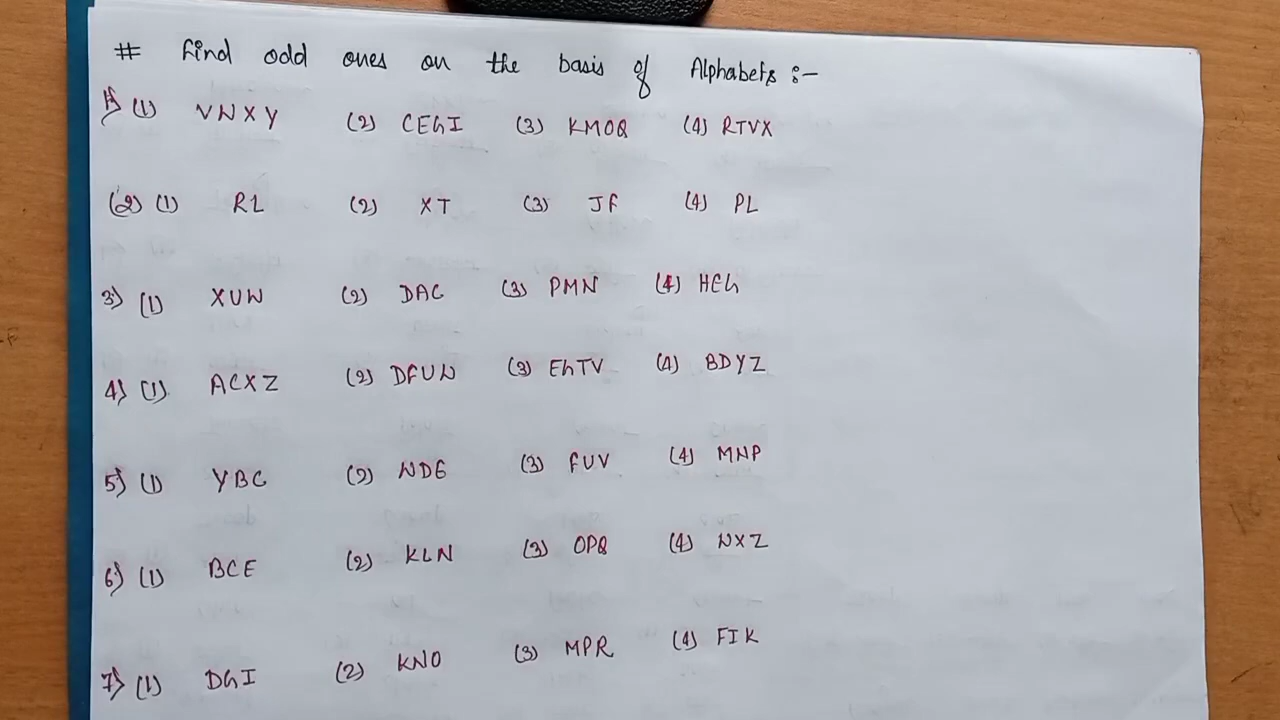 # Find odd ones on the basis of Alphabets :-
1) (1) VWXY (2) CEGI (3) KMOQ (4) RTVX
(2) (1) RL (2) XT (3) JF (4) PL
3) (1) XUW (2) DAC (3) PMN (4) HEG
4) (1) ACXZ (2) DFUW (3) EGTV (4) BDYZ
5) (1) YBC (2) WDE (3) FUV (4) MNP
6) (1) BCE (2) KLN (3) OPQ (4) WXZ
7) (1) DGI (2) KNO (3) MPR (4) FIK